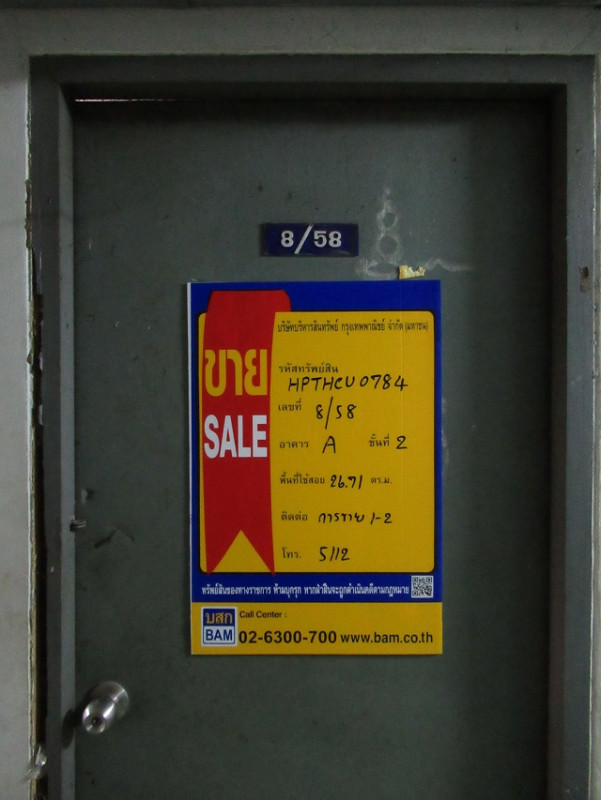 8/58
บริษัทบริหารสินทรัพย์ กรุงเทพพาณิชย์ จำกัด (มหาชน)
ขาย
SALE
รหัสทรัพย์สิน
HPTHCU0784
เลขที่ 8/58
อาคาร A ชั้นที่ 2
พื้นที่ใช้สอย 26.71 ตร.ม.
ติดต่อ การขาย 1-2
โทร. 5112
ทรัพย์สินของทางราชการ ห้ามบุกรุก หากฝ่าฝืนจะถูกดำเนินคดีตามกฎหมาย
บสก
BAM
Call Center :
02-6300-700 www.bam.co.th